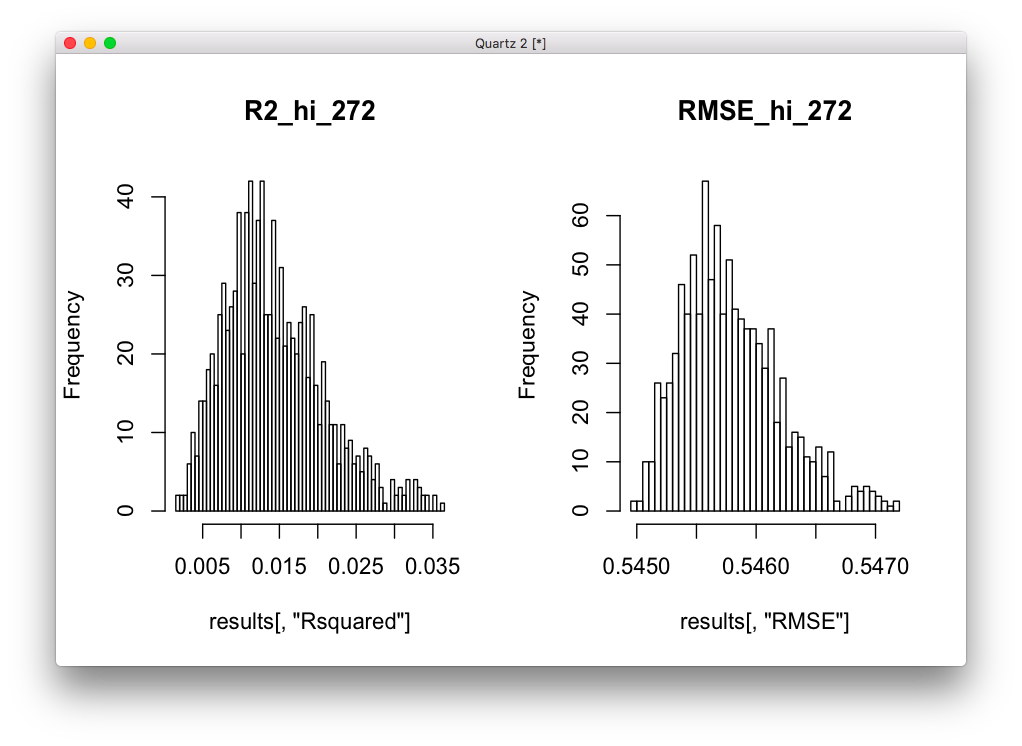 Quartz 2 [*]
R2_hi_272
Frequency
40
30
20
10
0
0.005 0.015 0.025 0.035
results[, "Rsquared"]
RMSE_hi_272
Frequency
60
50
40
30
20
10
0
0.5450 0.5460 0.5470
results[, "RMSE"]